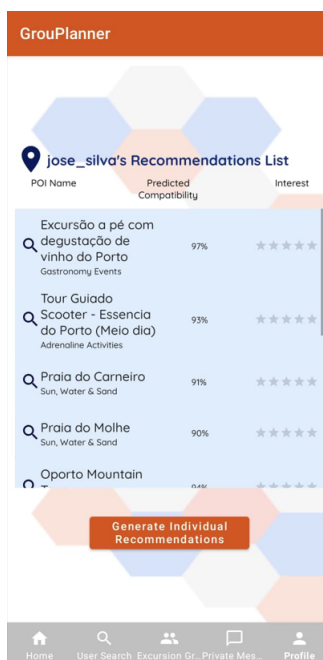 GrouPlanner
jose_silva's Recommendations List
POI Name Predicted Interest
Compatibility
Excursão a pé com
degustação de
vinho do Porto
97%
Gastronomy Events
Tour Guiado
Scooter - Essencia
do Porto (Meio dia)
93%
Adrenaline Activities
Praia do Carneiro
91%
Sun, Water & Sand
Praia do Molhe
90%
Sun, Water & Sand
Oporto Mountain
Generate Individual
Recommendations
Home User Search Excursion Gr... Private Mes... Profile